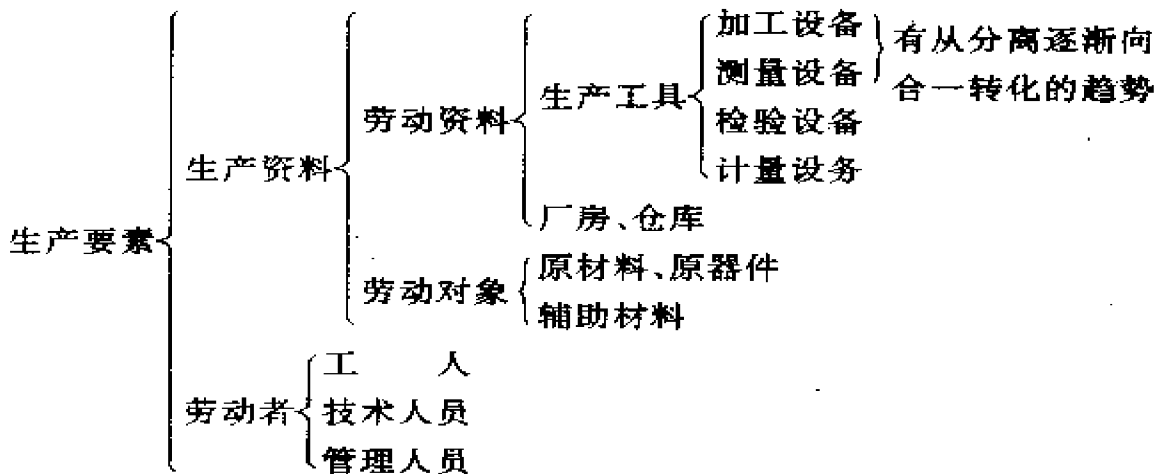 加工设备
有从分离逐渐向
测量设备
合一转化的趋势
生产工具
检验设备
劳动资料
计量设务
生产资料
厂房、仓库
生产要素
原材料、原器件
劳动对象
辅助材料
工 人
劳动者
技术人员
管理人员